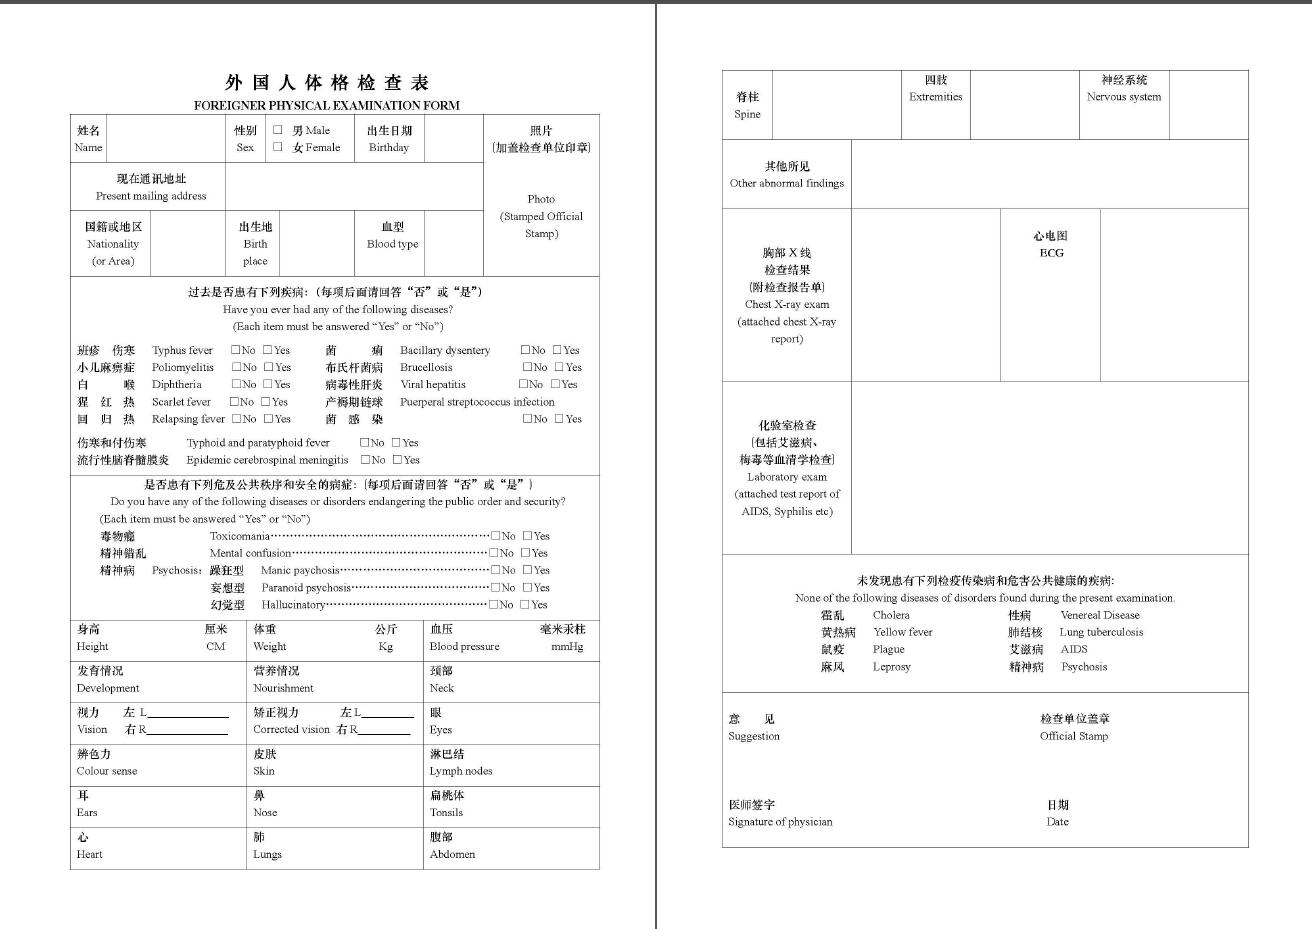 外国人体格检查表
FOREIGNER PHYSICAL EXAMINATION FORM
姓名
Name
性别
Sex
□ 男 Male
□ 女 Female
出生日期
Birthday
照片
(加盖检查单位印章)
Photo
(Stamped Official
Stamp)
现在通讯地址
Present mailing address
国籍或地区
Nationality
(or Area)
出生地
Birth
place
血型
Blood type
过去是否患有下列疾病:(每项后面请回答“否”或“是”)
Have you ever had any of the following diseases?
(Each item must be answered “Yes” or “No”)
班疹 伤寒 Typhus fever □No □Yes 菌 痢 Bacillary dysentery □No □Yes
小儿麻痹症 Poliomyelitis □No □Yes 布氏杆菌病 Brucellosis □No □Yes
白 喉 Diphtheria □No □Yes 病毒性肝炎 Viral hepatitis □No □Yes
猩 红 热 Scarlet fever □No □Yes 产褥期链球 Puerperal streptococcus infection
回 归 热 Relapsing fever □No □Yes 菌 感 染 □No □Yes
伤寒和付伤寒 Typhoid and paratyphoid fever □No □Yes
流行性脑脊髓膜炎 Epidemic cerebrospinal meningitis □No □Yes
是否患有下列危及公共秩序和安全的病症:(每项后面请回答“否”或“是”)
Do you have any of the following diseases or disorders endangering the public order and security?
(Each item must be answered “Yes” or “No”)
毒物瘾 Toxicomania························□No □Yes
精神错乱 Mental confusion························□No □Yes
精神病 Psychosis: 躁狂型 Manic paychosis························□No □Yes
妄想型 Paranoid psychosis························□No □Yes
幻觉型 Hallucinatory························□No □Yes
身高 厘米
Height CM
体重 公斤
Weight Kg
血压 毫米汞柱
Blood pressure mmHg
发育情况
Development
营养情况
Nourishment
颈部
Neck
视力 左 L________
Vision 右 R________
矫正视力 左 L________
Corrected vision 右 R________
眼
Eyes
辨色力
Colour sense
皮肤
Skin
淋巴结
Lymph nodes
耳
Ears
鼻
Nose
扁桃体
Tonsils
心
Heart
肺
Lungs
腹部
Abdomen
脊柱
Spine
四肢
Extremities
神经系统
Nervous system
其他所见
Other abnormal findings
胸部 X 线
检查结果
(附检查报告单)
Chest X-ray exam
(attached chest X-ray
report)
心电图
ECG
化验室检查
(包括艾滋病、
梅毒等血清学检查)
Laboratory exam
(attached test report of
AIDS, Syphilis etc)
未发现患有下列检疫传染病和危害公共健康的疾病:
None of the following diseases of disorders found during the present examination.
霍乱 Cholera 性病 Venereal Disease
黄热病 Yellow fever 肺结核 Lung tuberculosis
鼠疫 Plague 艾滋病 AIDS
麻风 Leprosy 精神病 Psychosis
意 见
Suggestion
检查单位盖章
Official Stamp
医师签字
Signature of physician
日期
Date